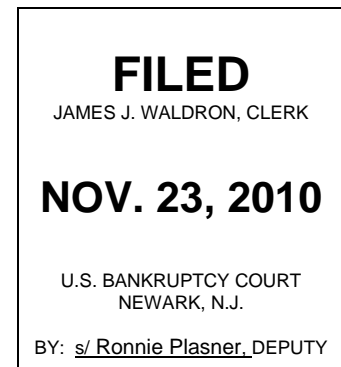 FILED
JAMES J. WALDRON, CLERK
NOV. 23, 2010
U.S. BANKRUPTCY COURT
NEWARK, N.J.
BY: s/ Ronnie Plasner, DEPUTY